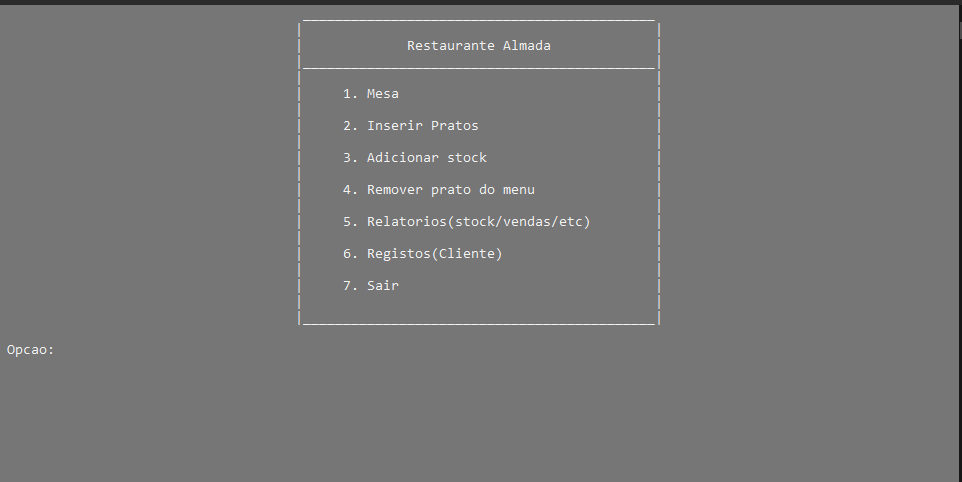 Restaurante Almada
1. Mesa
2. Inserir Pratos
3. Adicionar stock
4. Remover prato do menu
5. Relatorios(stock/vendas/etc)
6. Registos(Cliente)
7. Sair
Opcao: